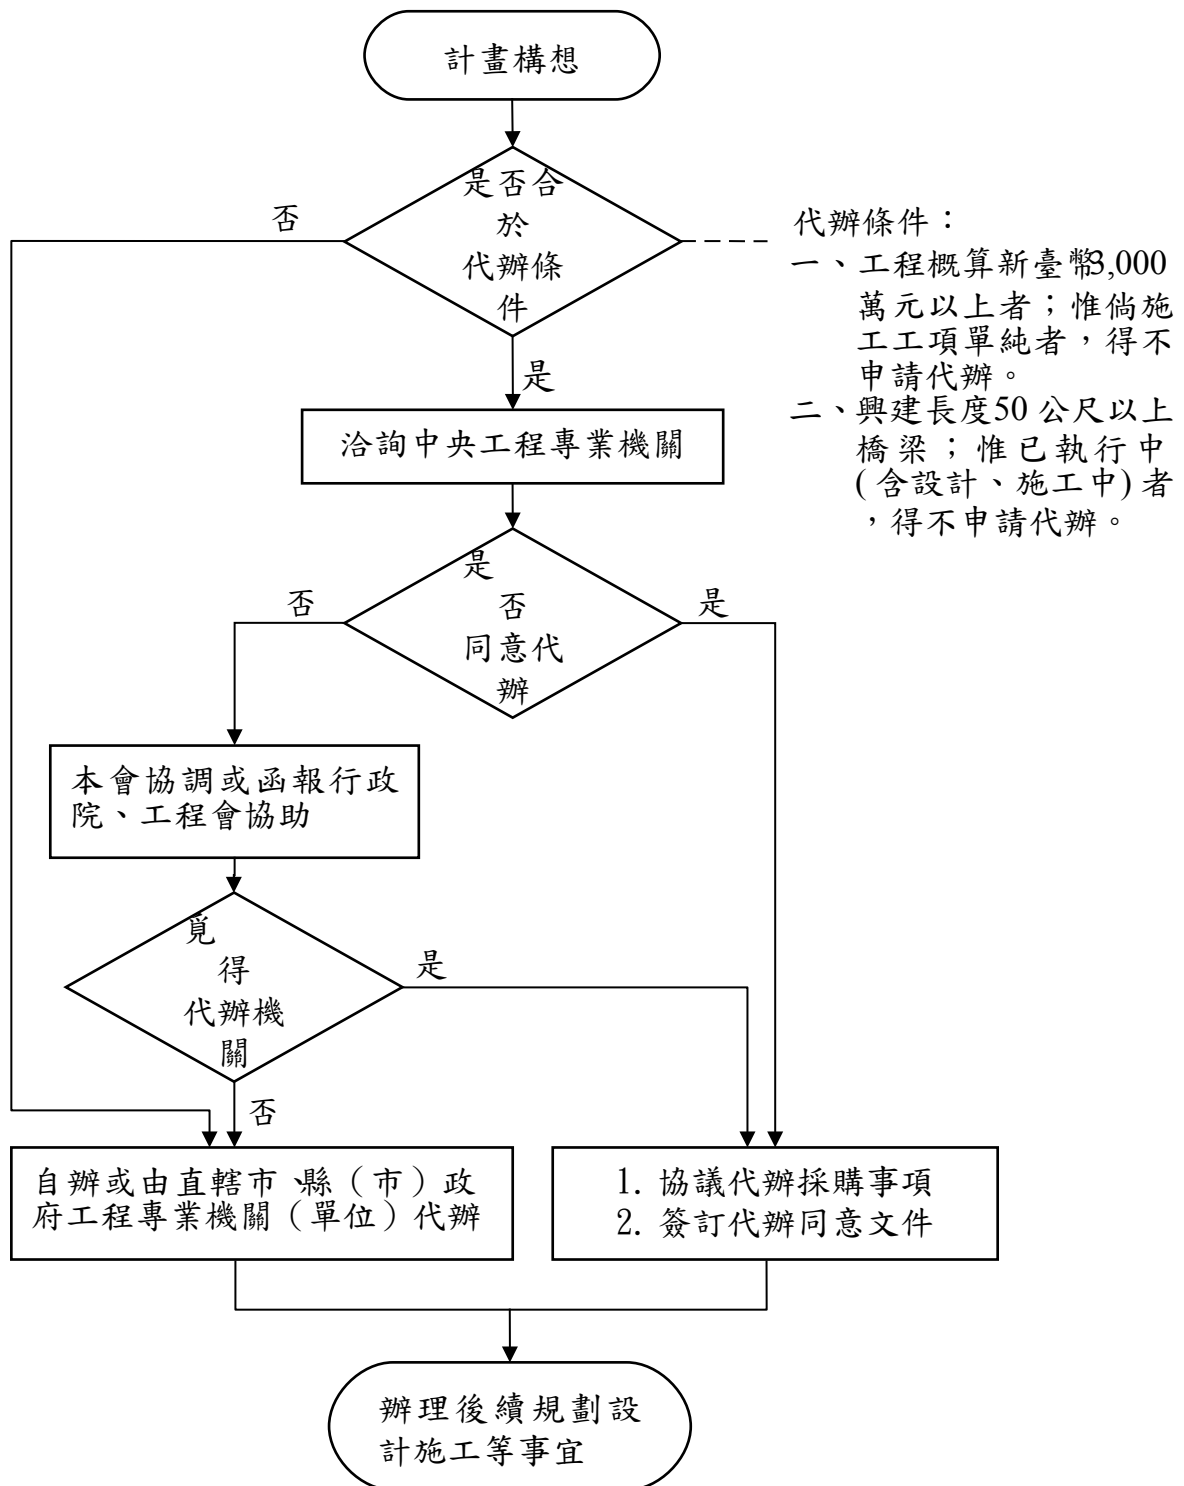 計畫構想
是否合
於
代辦條
件
否
代辦條件：
一、工程概算新臺幣3,000
萬元以上者；惟倘施
工工項單純者，得不
申請代辦。
二、興建長度50公尺以上
橋梁；惟已執行中
(含設計、施工中)者
，得不申請代辦。
是
洽詢中央工程專業機關
是
否
同意代
辦
否
是
本會協調或函報行政
院、工程會協助
覓
得
代辦機
關
是
否
自辦或由直轄市、縣（市）政
府工程專業機關（單位）代辦
1. 協議代辦採購事項
2. 簽訂代辦同意文件
辦理後續規劃設
計施工等事宜